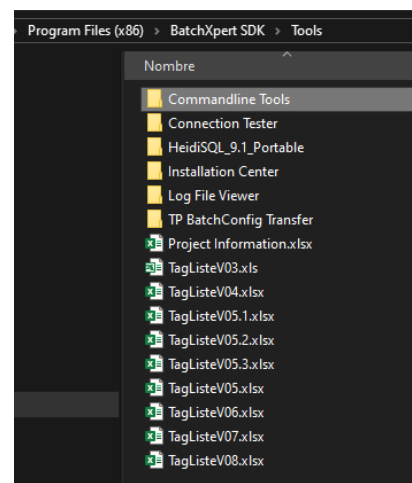 Program Files (x86) > BatchXpert SDK > Tools
Nombre
Commandline Tools
Connection Tester
HeidiSQL_9.1_Portable
Installation Center
Log File Viewer
TP BatchConfig Transfer
Project Information.xlsx
TagListeV03.xls
TagListeV04.xlsx
TagListeV05.1.xlsx
TagListeV05.2.xlsx
TagListeV05.3.xlsx
TagListeV05.xlsx
TagListeV06.xlsx
TagListeV07.xlsx
TagListeV08.xlsx